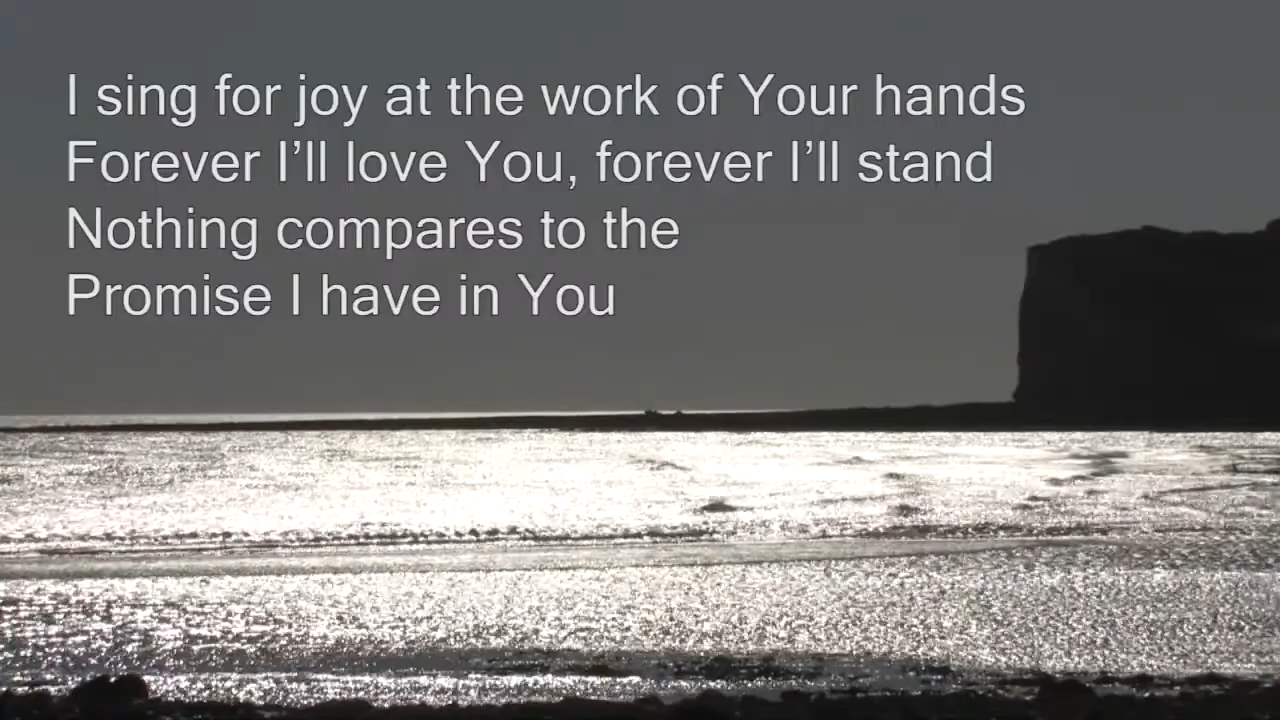 I sing for joy at the work of Your hands
Forever I’ll love You, forever I’ll stand
Nothing compares to the
Promise I have in You